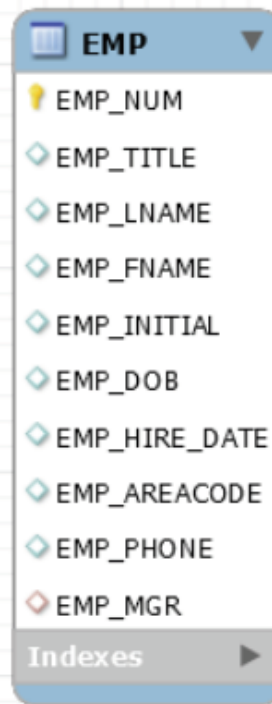 EMP
EMP_NUM
EMP_TITLE
EMP_LNAME
EMP_FNAME
EMP_INITIAL
EMP_DOB
EMP_HIRE_DATE
EMP_AREACODE
EMP_PHONE
EMP_MGR
Indexes